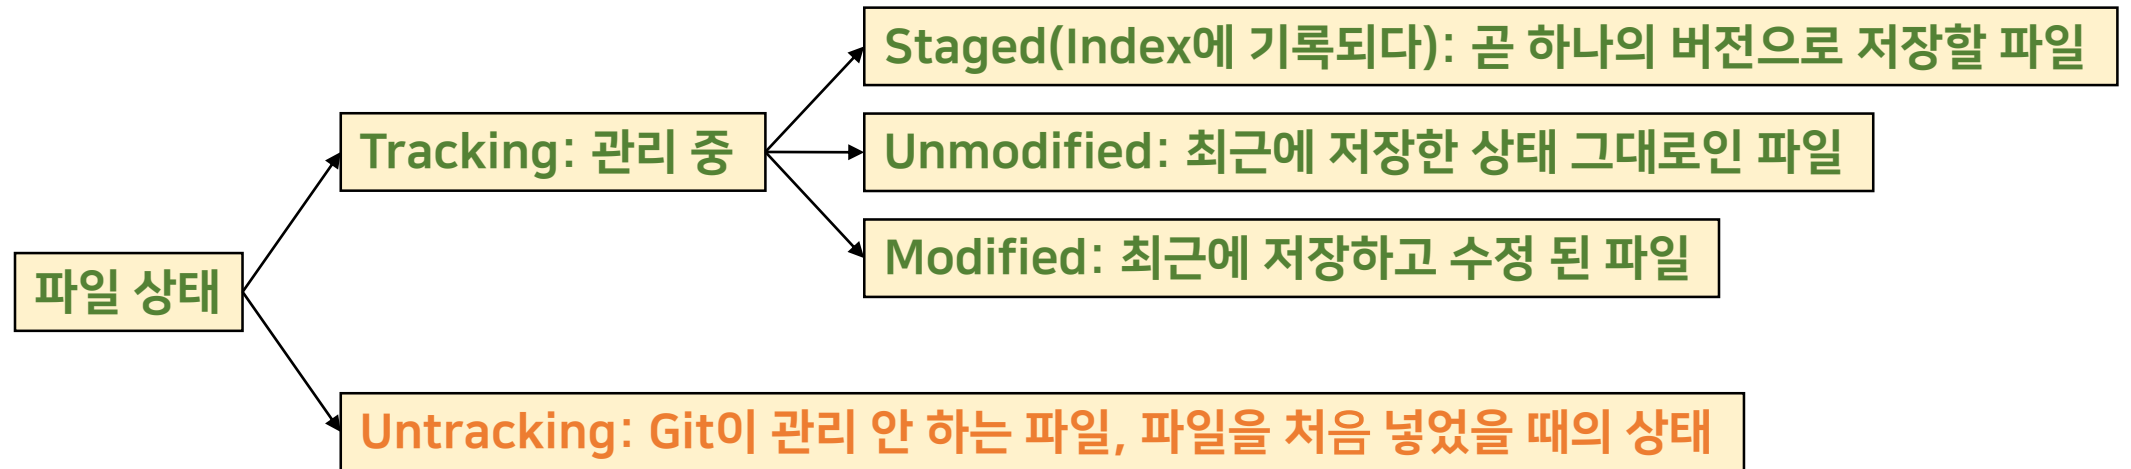 Staged(Index에 기록되다): 곧 하나의 버전으로 저장할 파일
Tracking: 관리 중
Unmodified: 최근에 저장한 상태 그대로인 파일
Modified: 최근에 저장하고 수정 된 파일
파일 상태
Untracking: Git이 관리 안 하는 파일, 파일을 처음 넣었을 때의 상태